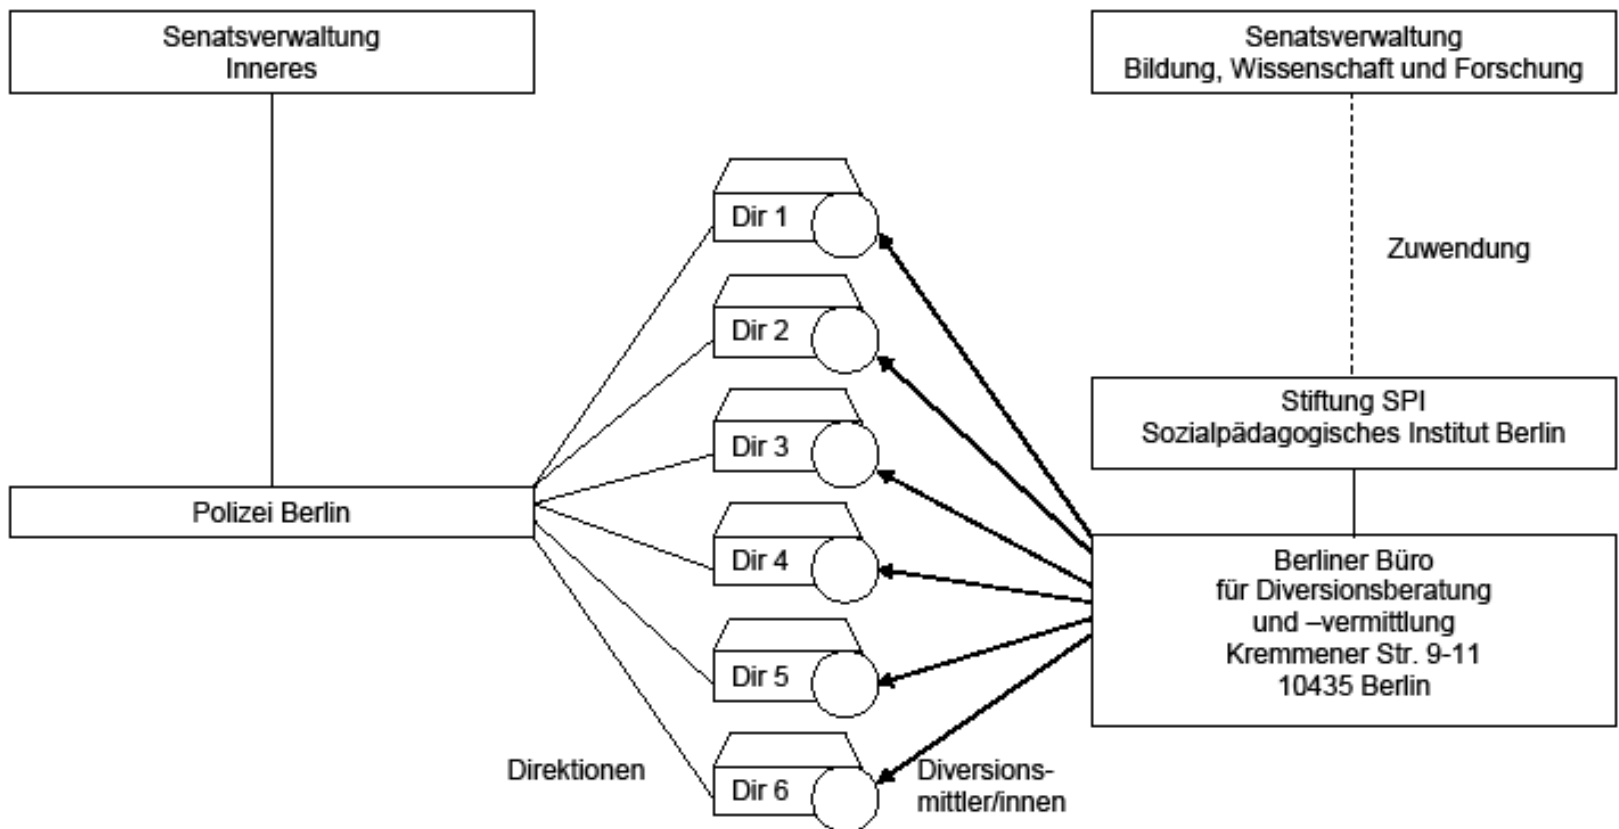 Senatsverwaltung
Inneres
Senatsverwaltung
Bildung, Wissenschaft und Forschung
Dir 1
Zuwendung
Dir 2
Stiftung SPI
Sozialpädagogisches Institut Berlin
Dir 3
Polizei Berlin
Dir 4
Berliner Büro
für Diversionsberatung
und –vermittlung
Kremmener Str. 9-11
10435 Berlin
Dir 5
Direktionen
Dir 6
Diversions-
mittler/innen